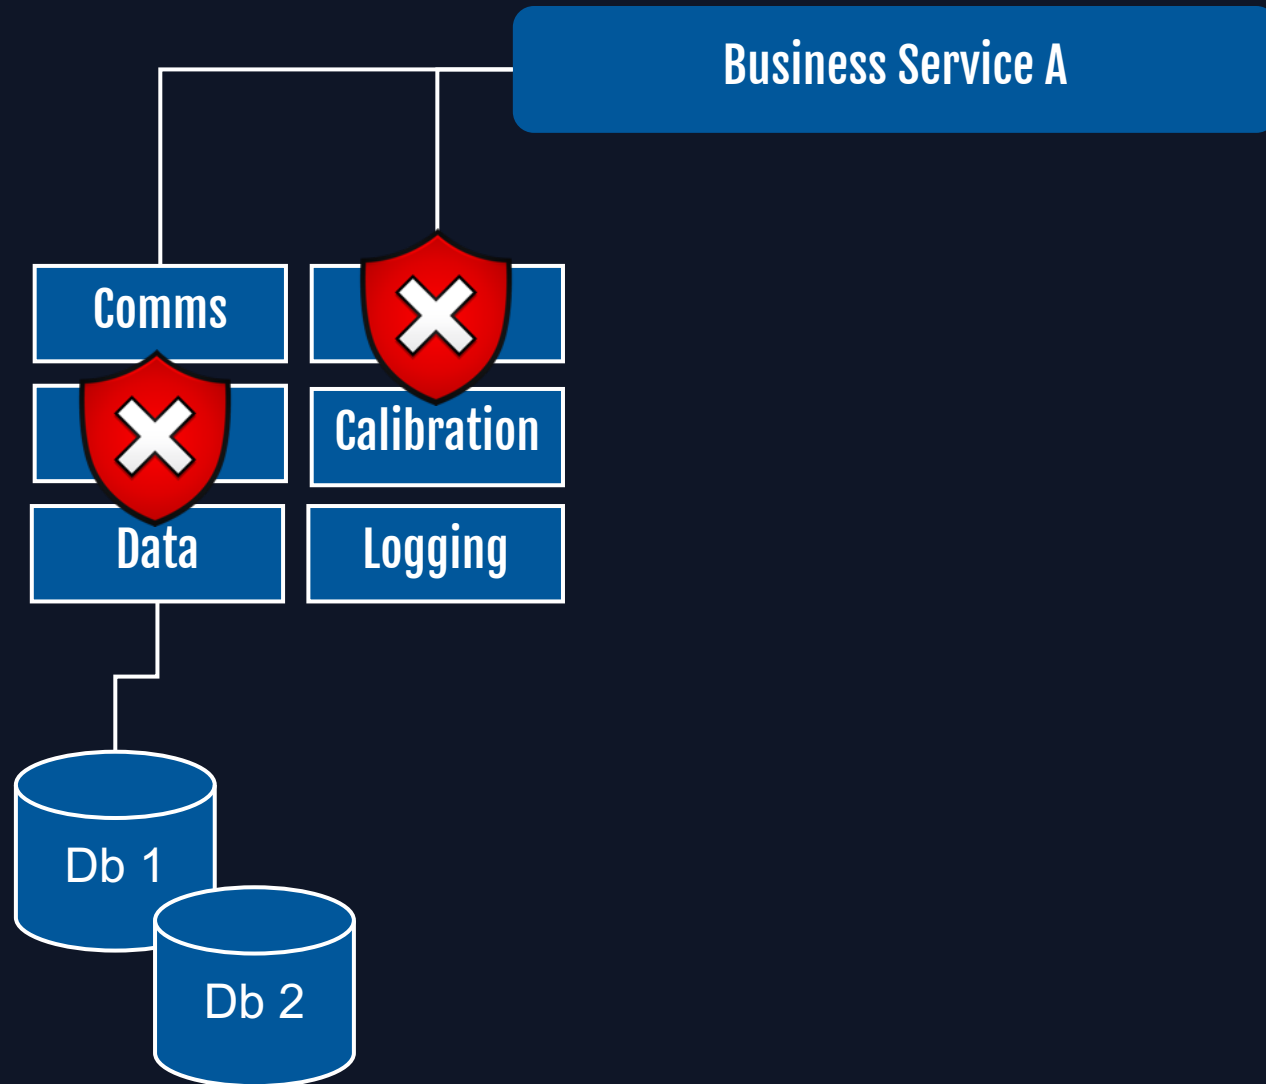 Business Service A
Comms
Calibration
Data
Logging
Db 1
Db 2